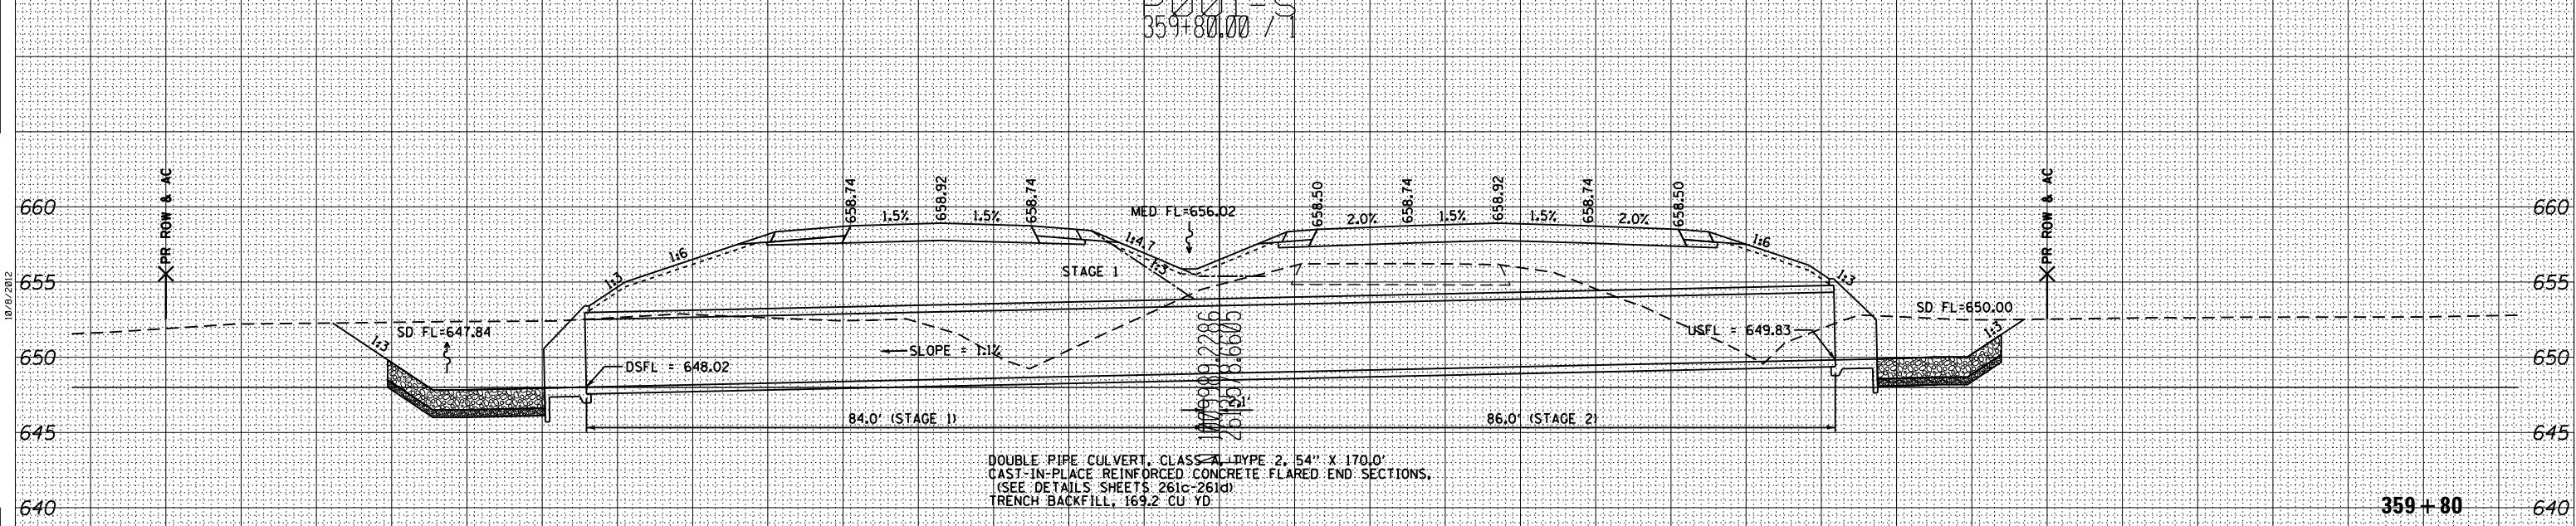 359+80.00 / 1
PR ROW & AC
658.74
658.92
658.74
658.50
658.74
658.92
658.74
658.50
PR ROW & AC
660
1.5%
1.5%
MED FL=656.02
2.0%
1.5%
1.5%
2.0%
660
1:6
1:4.7
1:6
655
1:3
STAGE 1
1:3
1:3
655
10/8/2012
SD FL=647.84
SD FL=650.00
1:3
USFL = 649.83
1:3
650
SLOPE = 1.1%
650
DSFL = 648.02
645
84.0' (STAGE 1)
86.0' (STAGE 2)
645
DOUBLE PIPE CULVERT, CLASS A, TYPE 2, 54" X 170.0'
CAST-IN-PLACE REINFORCED CONCRETE FLARED END SECTIONS,
(SEE DETAILS SHEETS 261c-261d)
TRENCH BACKFILL, 169.2 CU YD
640
359+80
640